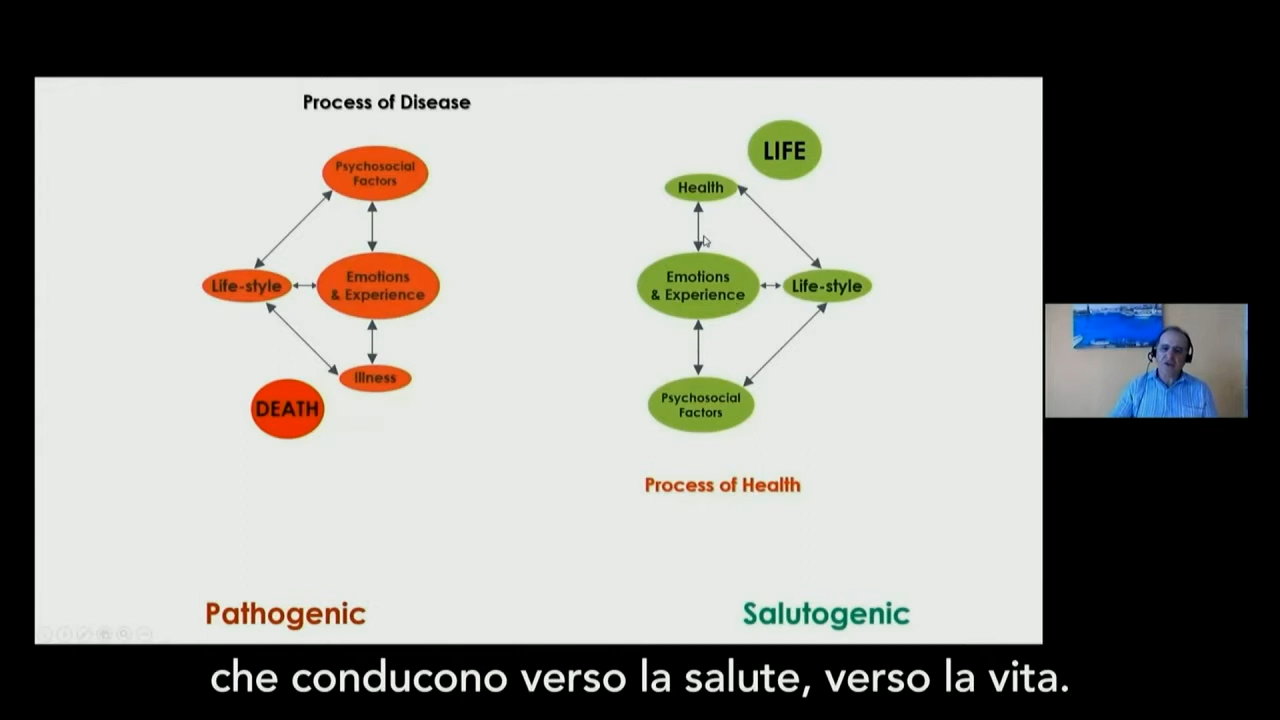 Process of Disease
Psychosocial
Factors
Life-style
Emotions
& Experience
Illness
DEATH
Pathogenic
LIFE
Health
Emotions
& Experience
Life-style
Psychosocial
Factors
Process of Health
Salutogenic
che conducono verso la salute, verso la vita.